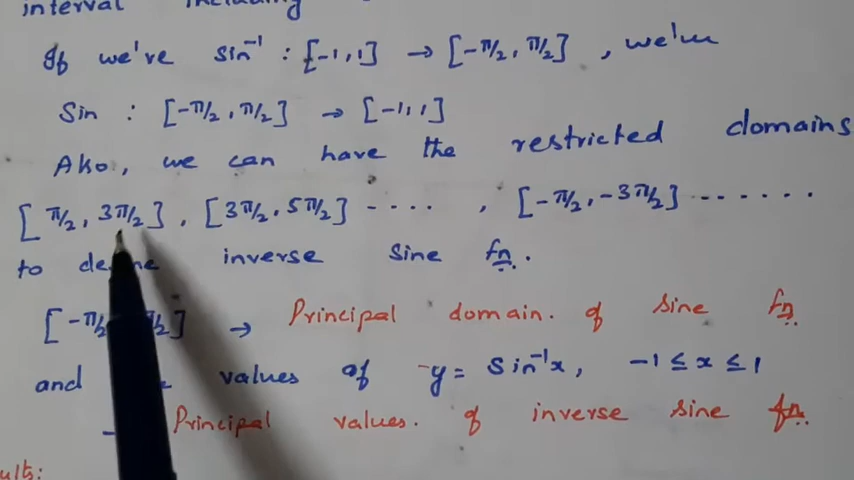 interval including
If we've sin⁻¹ : [-1,1] → [-π/2, π/2] , we'
Sin : [-π/2, π/2] → [-1,1]
Also, we can have the restricted domains
[π/2, 3π/2] , [3π/2, 5π/2] - - - - , [-π/2, -3π/2] - - - - - - -
to inverse sine fn.
[-π/2, π/2] → Principal domain. of sine fn.
and values of y = Sin⁻¹x, -1 ≤ x ≤ 1
Principal values. of inverse sine fn.
ults: